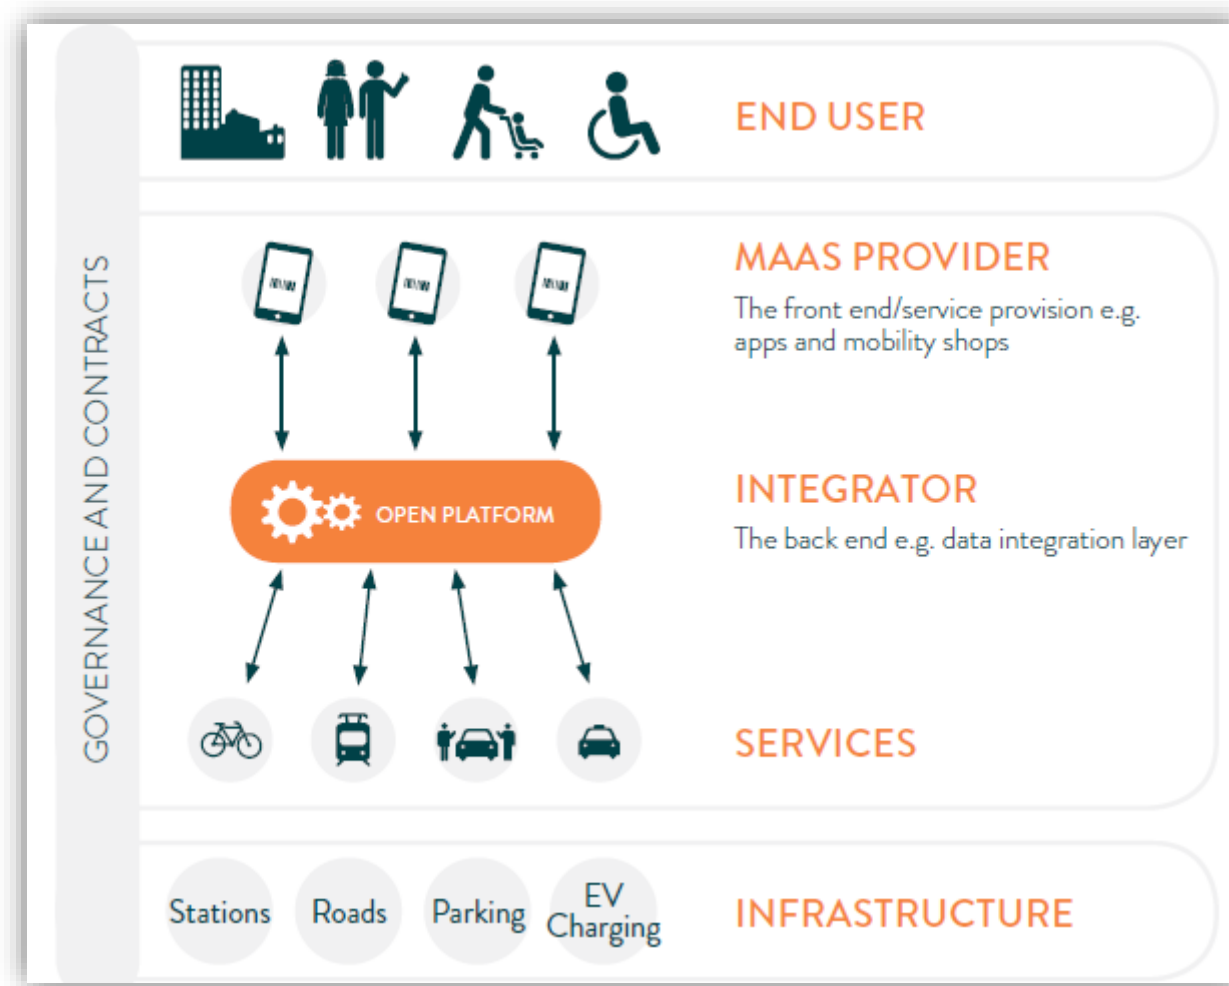 GOVERNANCE AND CONTRACTS
END USER
MAAS PROVIDER
The front end/service provision e.g.
apps and mobility shops
OPEN PLATFORM
INTEGRATOR
The back end e.g. data integration layer
SERVICES
Stations
Roads
Parking
EV
Charging
INFRASTRUCTURE